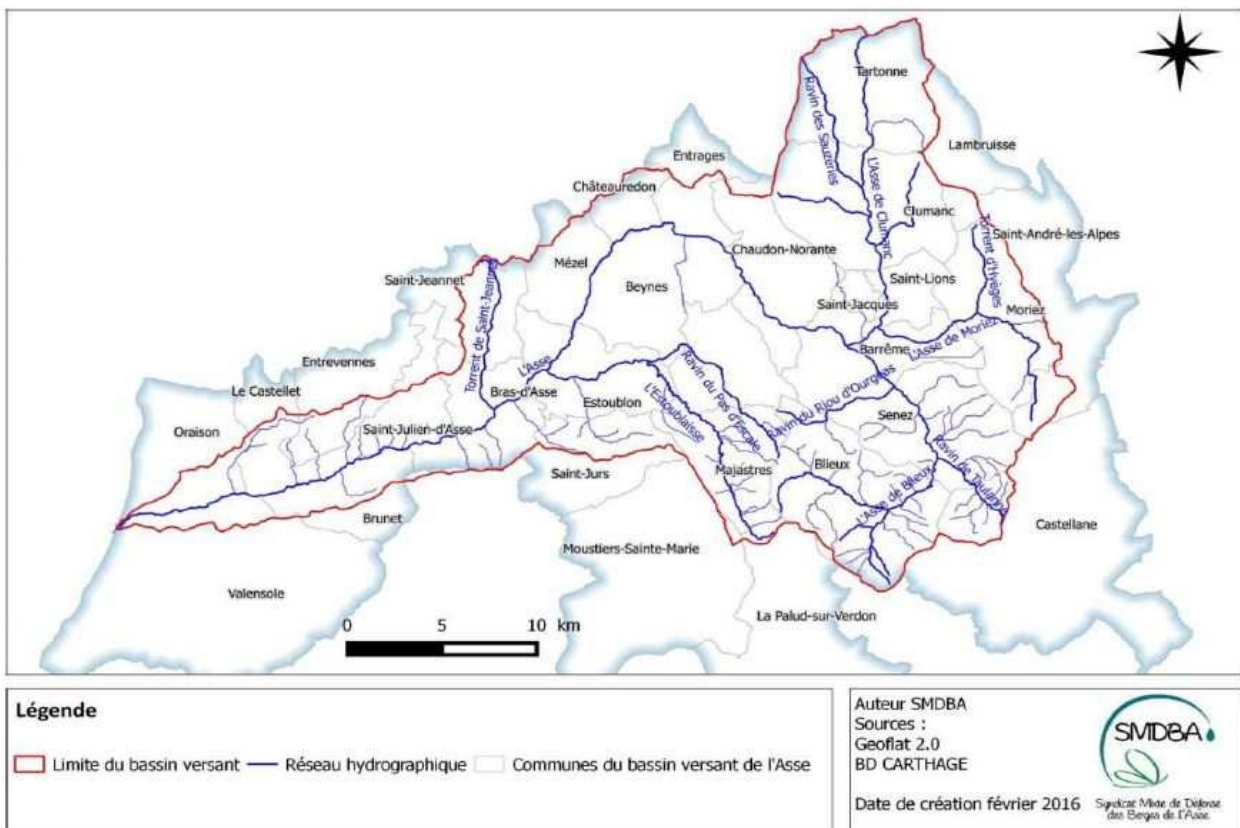 Tartonne
Ravin des Sauzeries
Lambruisse
Entrages
L'Asse de Clumanc
Châteauredon
Clumanc
Torrent d'Hyèges
Saint-André-les-Alpes
Chaudon-Norante
Mézel
Saint-Jeannet
Saint-Lions
Beynes
Saint-Jacques
Moriez
Torrent de Saint-Jeannet
Barrême
L'Asse de Moriez
Entrevennes
L'Asse
Ravin du Pas d'Escale
Le Castellet
Bras-d'Asse
Estoublon
L'Estoublaisse
Ravin du Riou d'Ourgeas
Senez
Oraison
Saint-Julien-d'Asse
Saint-Jurs
Majastres
Blieux
L'Asse de Blieux
Ravin de Taulanne
Brunet
Castellane
Moustiers-Sainte-Marie
Valensole
La Palud-sur-Verdon
0 5 10 km
Légende
Limite du bassin versant Réseau hydrographique Communes du bassin versant de l'Asse
Auteur SMDBA
Sources :
Geoflat 2.0
BD CARTHAGE
Date de création février 2016
SMDBA
Syndicat Mixte de Défense
des Berges de l'Asse